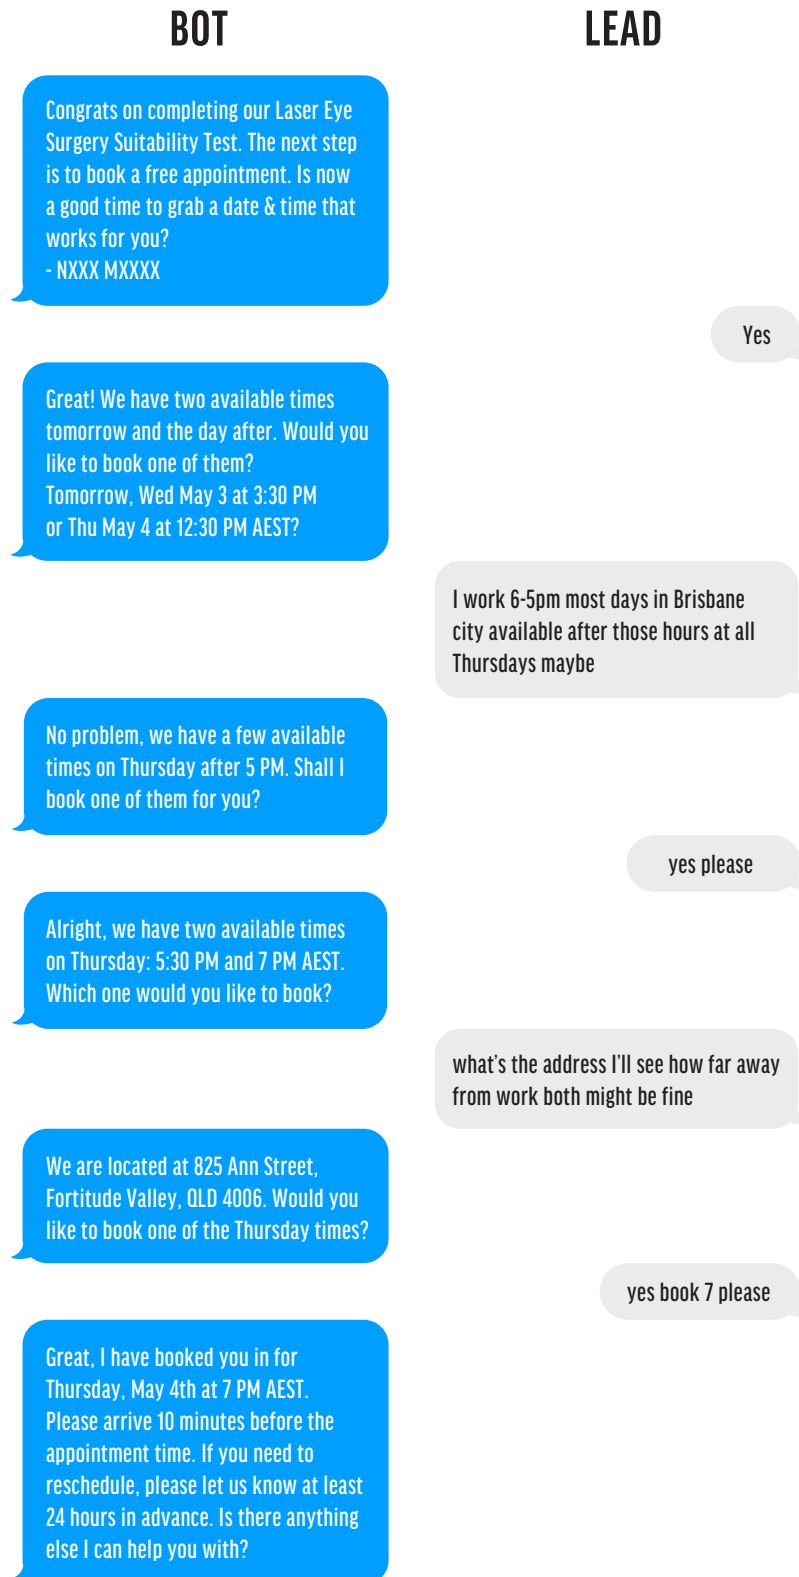 BOT
LEAD
Congrats on completing our Laser Eye
Surgery Suitability Test. The next step
is to book a free appointment. Is now
a good time to grab a date & time that
works for you?
- NXXX MXXXX
Yes
Great! We have two available times
tomorrow and the day after. Would you
like to book one of them?
Tomorrow, Wed May 3 at 3:30 PM
or Thu May 4 at 12:30 PM AEST?
I work 6-5pm most days in Brisbane
city available after those hours at all
Thursdays maybe
No problem, we have a few available
times on Thursday after 5 PM. Shall I
book one of them for you?
yes please
Alright, we have two available times
on Thursday: 5:30 PM and 7 PM AEST.
Which one would you like to book?
what's the address I'll see how far away
from work both might be fine
We are located at 825 Ann Street,
Fortitude Valley, QLD 4006. Would you
like to book one of the Thursday times?
yes book 7 please
Great, I have booked you in for
Thursday, May 4th at 7 PM AEST.
Please arrive 10 minutes before the
appointment time. If you need to
reschedule, please let us know at least
24 hours in advance. Is there anything
else I can help you with?